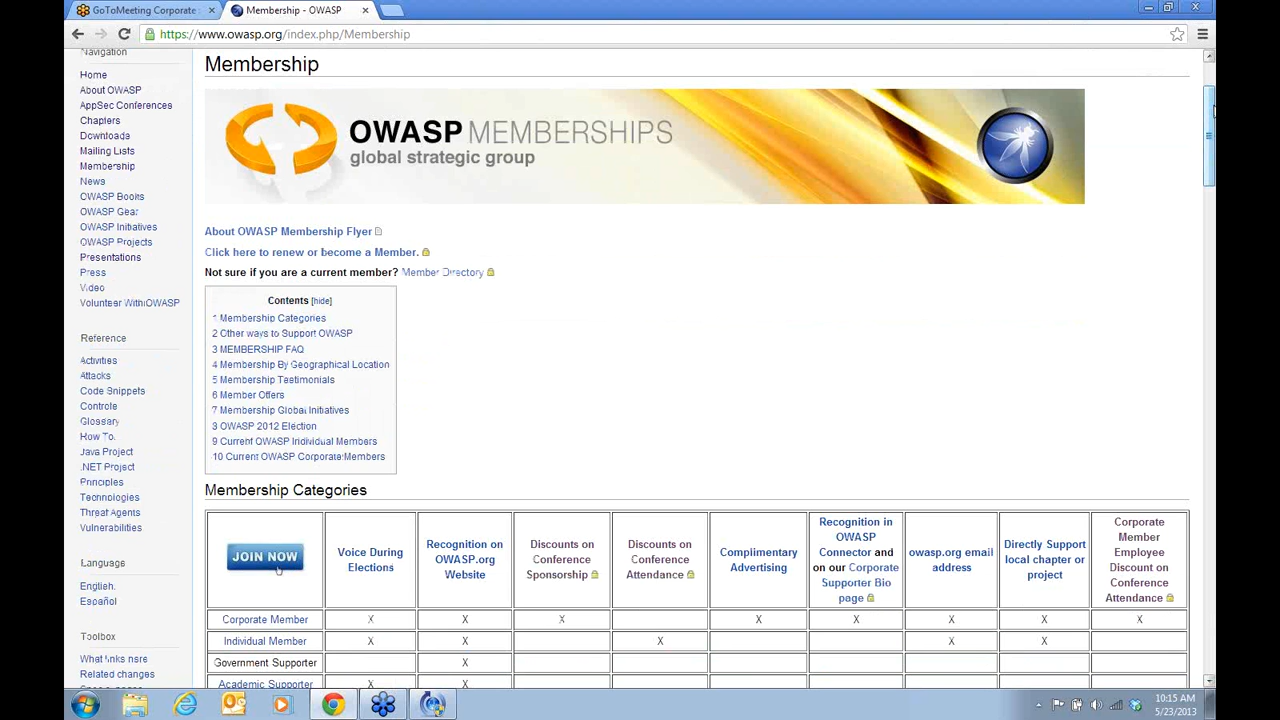 GoToMeeting Corporate
Membership - OWASP
https://www.owasp.org/index.php/Membership
Navigation
Home
About OWASP
AppSec Conferences
Chapters
Downloads
Mailing Lists
Membership
News
OWASP Books
OWASP Gear
OWASP Initiatives
OWASP Projects
Presentations
Press
Video
Volunteer With OWASP
Reference
Activities
Attacks
Code Snippets
Controls
Glossary
How To.
Java Project
.NET Project
Principles
Technologies
Threat Agents
Vulnerabilities
Language
English
Español
Toolbox
What links here
Related changes
Membership
OWASP MEMBERSHIPS
global strategic group
About OWASP Membership Flyer
Click here to renew or become a Member.
Not sure if you are a current member? Member Directory
Contents [hide]
1 Membership Categories
2 Other ways to Support OWASP
3 MEMBERSHIP FAQ
4 Membership By Geographical Location
5 Membership Testimonials
6 Member Offers
7 Membership Global Initiatives
8 OWASP 2012 Election
9 Current OWASP Individual Members
10 Current OWASP Corporate Members
Membership Categories
JOIN NOW
Voice During
Elections
Recognition on
OWASP.org
Website
Discounts on
Conference
Sponsorship
Discounts on
Conference
Attendance
Complimentary
Advertising
Recognition in
OWASP
Connector and
on our Corporate
Supporter Bio
page
owasp.org email
address
Directly Support
local chapter or
project
Corporate
Member
Employee
Discount on
Conference
Attendance
Corporate Member X X X X X X X X
Individual Member X X X X X
Government Supporter X
Academic Supporter X X
10:15 AM
5/23/2013